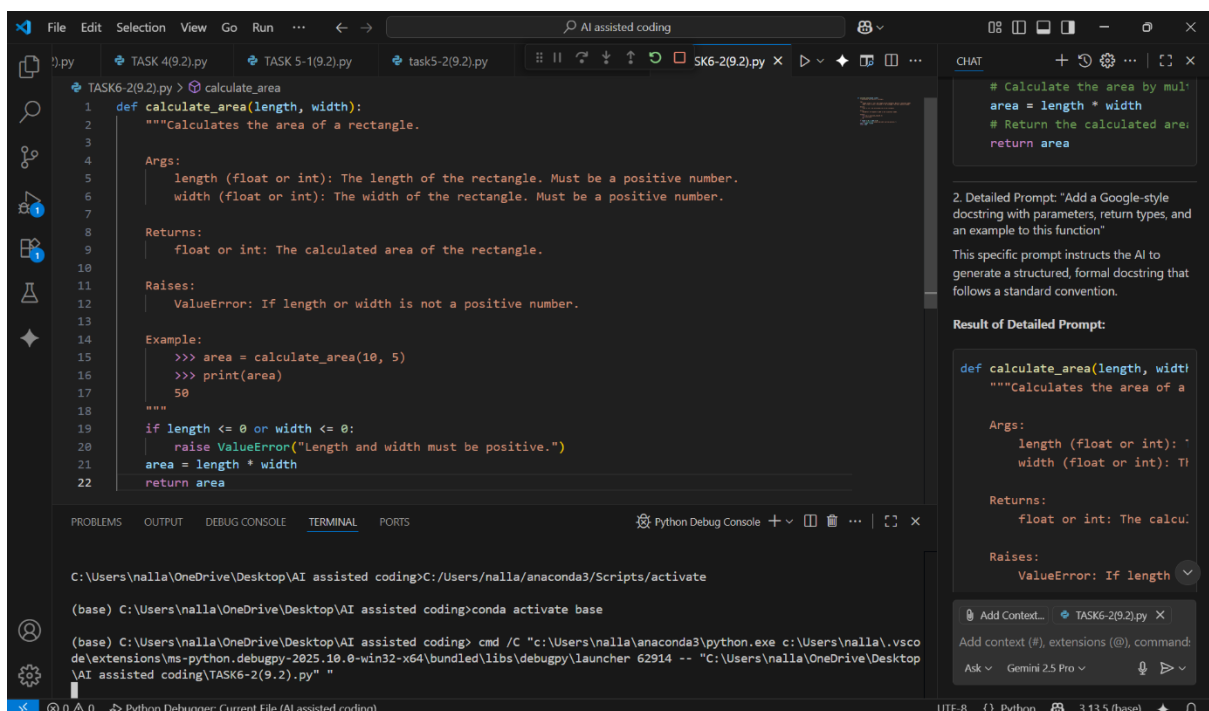 File Edit Selection View Go Run ··· AI assisted coding
).py TASK 4(9.2).py TASK 5-1(9.2).py task5-2(9.2).py SK6-2(9.2).py
TASK6-2(9.2).py > calculate_area
1 def calculate_area(length, width):
2 """Calculates the area of a rectangle.
3
4 Args:
5 length (float or int): The length of the rectangle. Must be a positive number.
6 width (float or int): The width of the rectangle. Must be a positive number.
7
8 Returns:
9 float or int: The calculated area of the rectangle.
10
11 Raises:
12 ValueError: If length or width is not a positive number.
13
14 Example:
15 >>> area = calculate_area(10, 5)
16 >>> print(area)
17 50
18 """
19 if length <= 0 or width <= 0:
20 raise ValueError("Length and width must be positive.")
21 area = length * width
22 return area
PROBLEMS OUTPUT DEBUG CONSOLE TERMINAL PORTS Python Debug Console
C:\Users\nalla\OneDrive\Desktop\AI assisted coding>C:/Users/nalla/anaconda3/Scripts/activate
(base) C:\Users\nalla\OneDrive\Desktop\AI assisted coding>conda activate base
(base) C:\Users\nalla\OneDrive\Desktop\AI assisted coding> cmd /C "c:\Users\nalla\anaconda3\python.exe c:\Users\nalla\.vsco
de\extensions\ms-python.debugpy-2025.10.0-win32-x64\bundled\libs\debugpy\launcher 62914 -- "C:\Users\nalla\OneDrive\Desktop
\AI assisted coding\TASK6-2(9.2).py" "
CHAT
# Calculate the area by mul
area = length * width
# Return the calculated area
return area
2. Detailed Prompt: "Add a Google-style
docstring with parameters, return types, and
an example to this function"
This specific prompt instructs the AI to
generate a structured, formal docstring that
follows a standard convention.
Result of Detailed Prompt:
def calculate_area(length, width
"""Calculates the area of a
Args:
length (float or int):
width (float or int): Th
Returns:
float or int: The calcu
Raises:
ValueError: If length
Add Context... TASK6-2(9.2).py
Add context (#), extensions (@), command
Ask Gemini 2.5 Pro
0 0 Python Debugger: Current File (AI assisted coding) UTF-8 {} Python 3.13.5 (base)
1
1